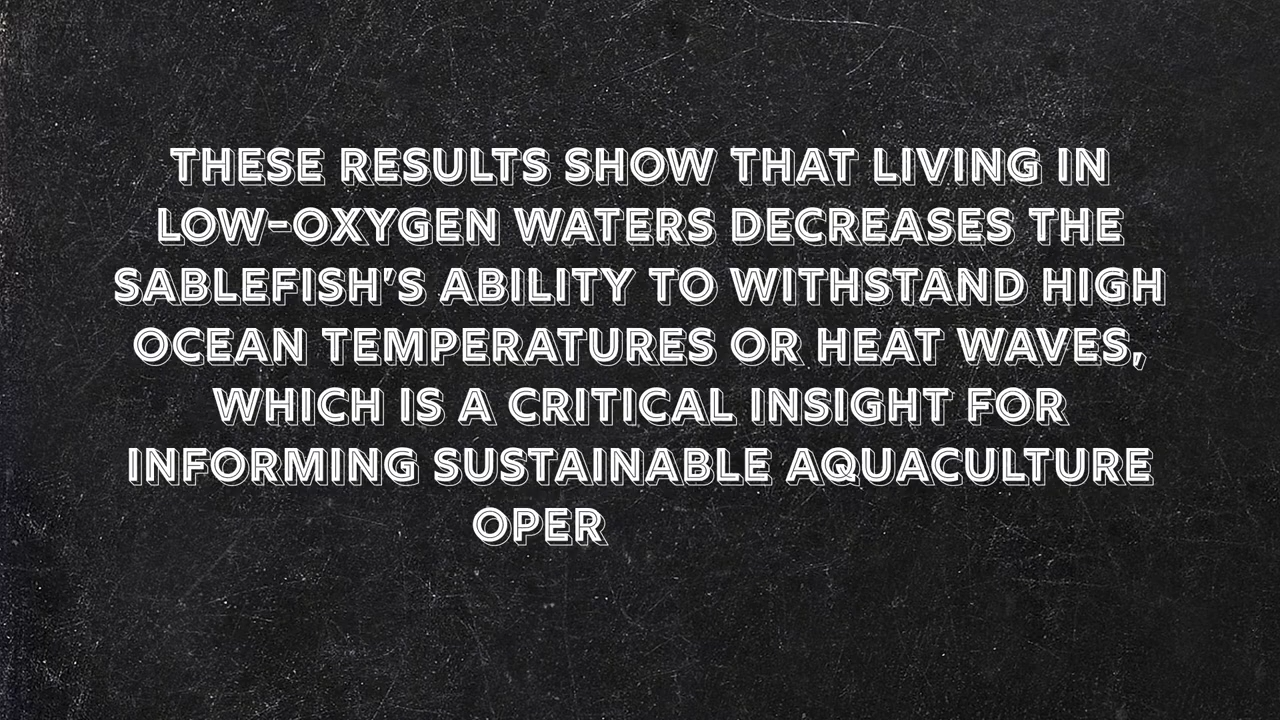 THESE RESULTS SHOW THAT LIVING IN
LOW-OXYGEN WATERS DECREASES THE
SABLEFISH'S ABILITY TO WITHSTAND HIGH
OCEAN TEMPERATURES OR HEAT WAVES,
WHICH IS A CRITICAL INSIGHT FOR
INFORMING SUSTAINABLE AQUACULTURE
OPER